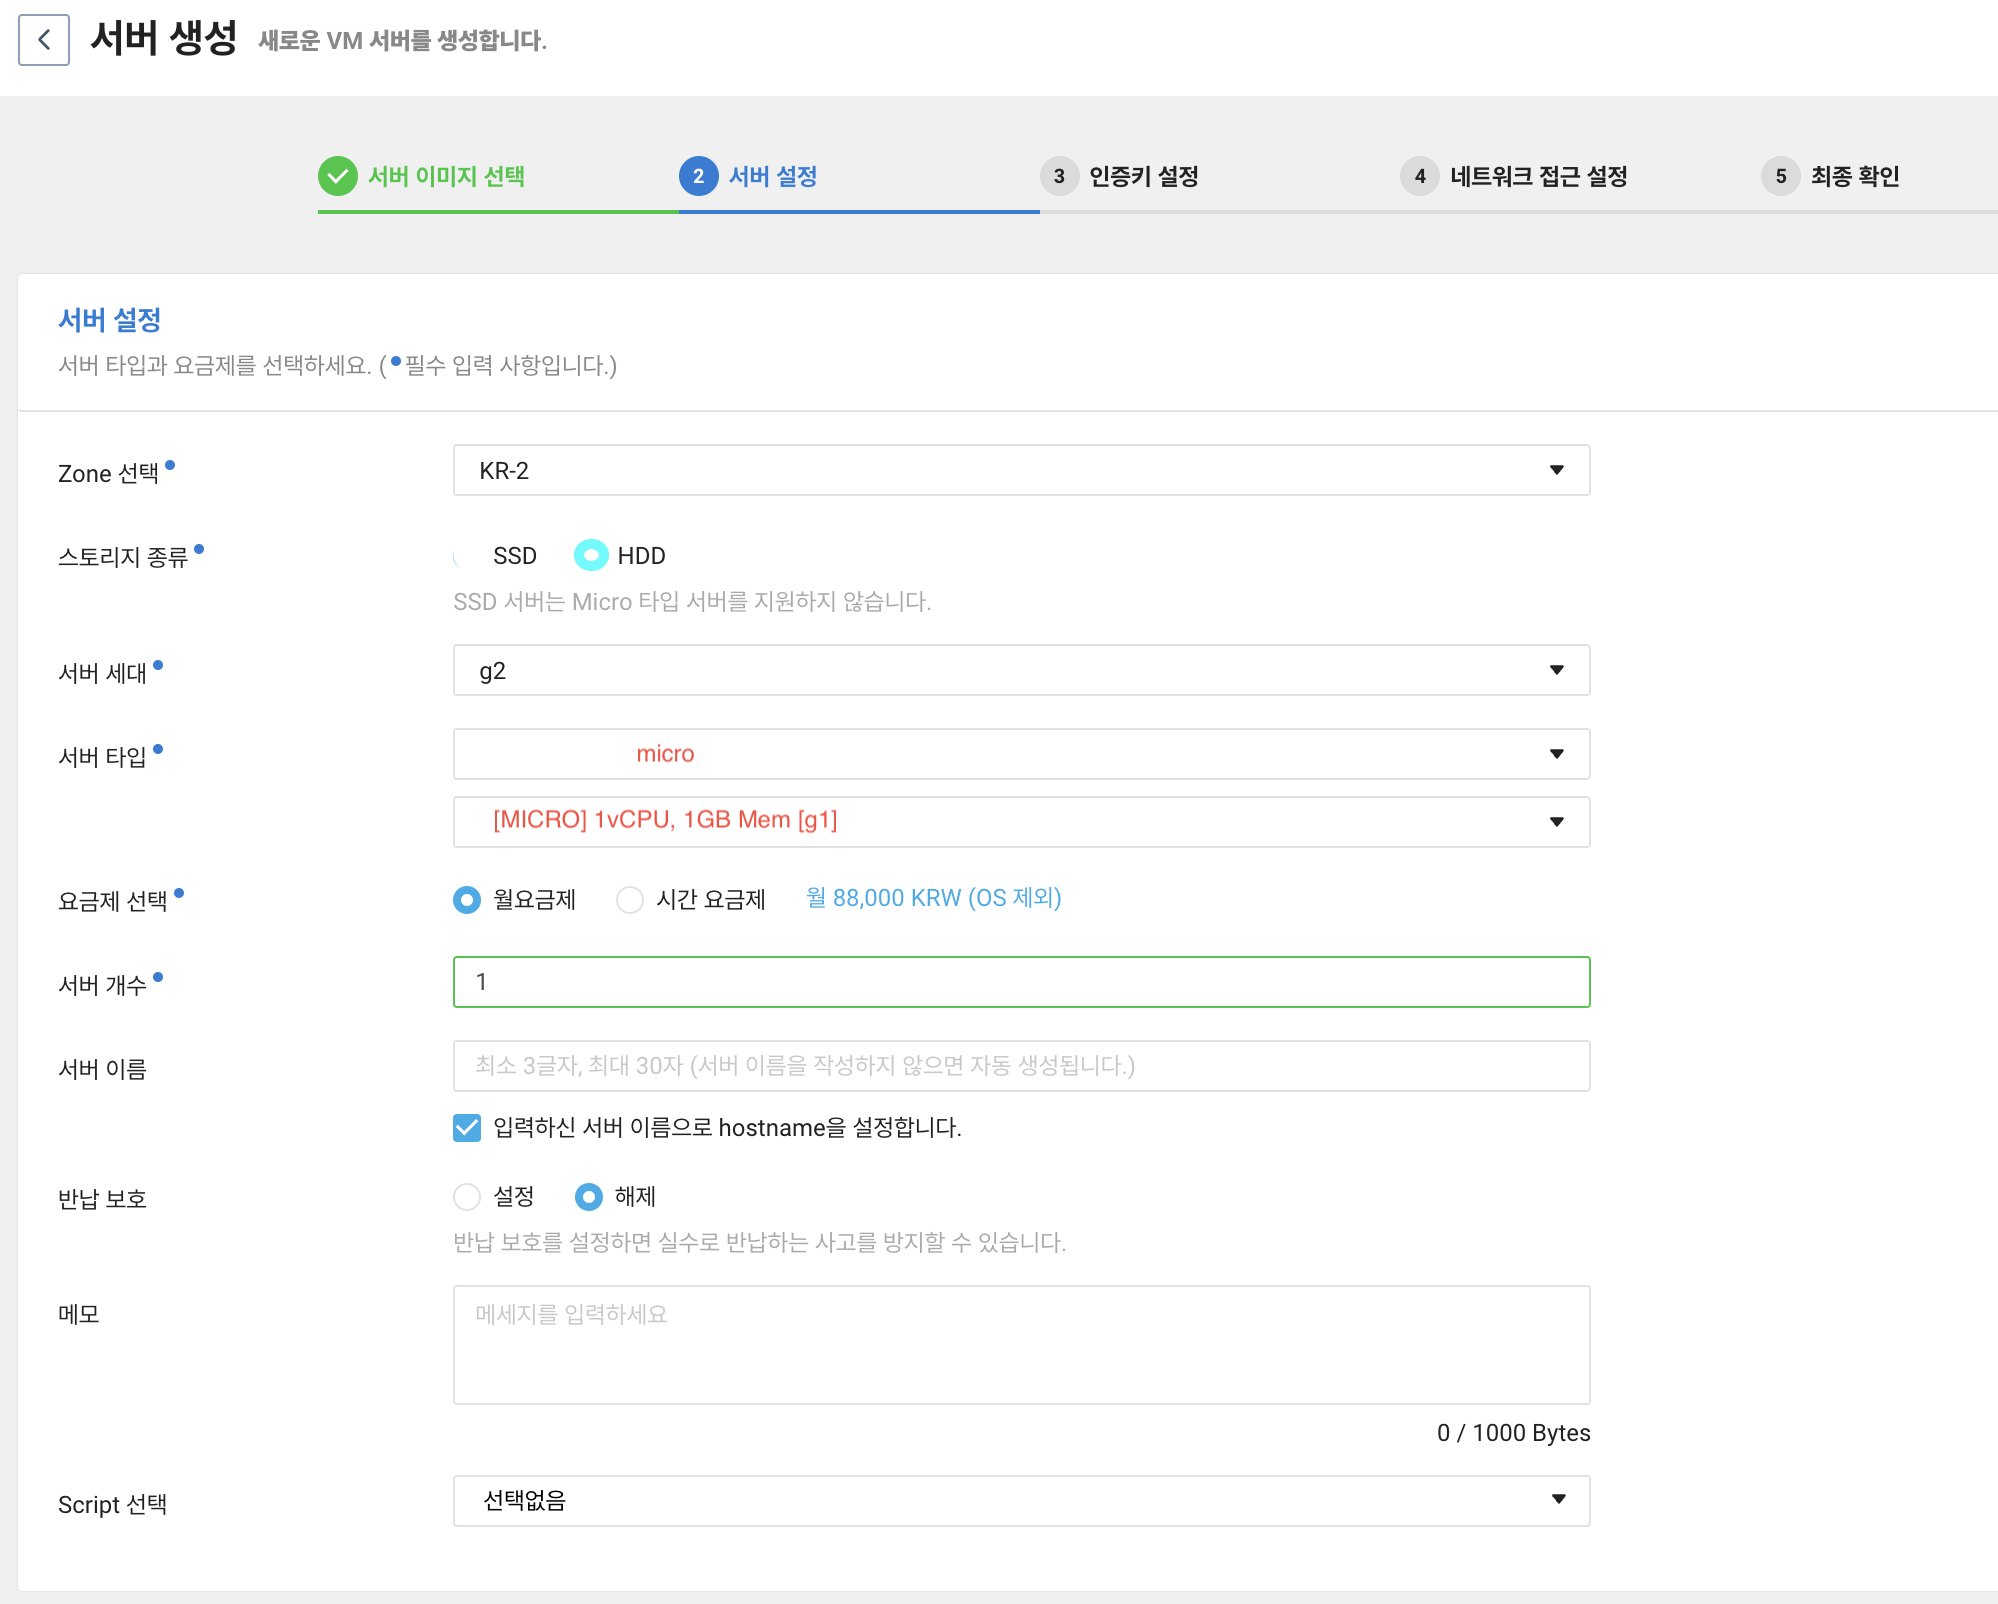 서버 생성 새로운 VM 서버를 생성합니다.
서버 이미지 선택
2 서버 설정
3 인증키 설정
4 네트워크 접근 설정
5 최종 확인
서버 설정
서버 타입과 요금제를 선택하세요. (•필수 입력 사항입니다.)
Zone 선택
KR-2
스토리지 종류
SSD HDD
SSD 서버는 Micro 타입 서버를 지원하지 않습니다.
서버 세대
g2
서버 타입
micro
[MICRO] 1vCPU, 1GB Mem [g1]
요금제 선택
월요금제 시간 요금제 월 88,000 KRW (OS 제외)
서버 개수
1
서버 이름
최소 3글자, 최대 30자 (서버 이름을 작성하지 않으면 자동 생성됩니다.)
입력하신 서버 이름으로 hostname을 설정합니다.
반납 보호
설정 해제
반납 보호를 설정하면 실수로 반납하는 사고를 방지할 수 있습니다.
메모
메세지를 입력하세요
0 / 1000 Bytes
Script 선택
선택없음